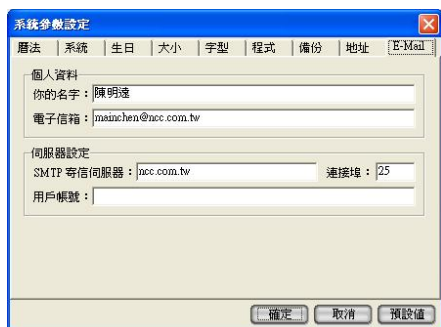 系統參數設定
曆法 系統 生日 大小 字型 程式 備份 地址 E-Mail
個人資料
你的名字：陳明遠
電子信箱：mainchen@ncc.com.tw
伺服器設定
SMTP 寄信伺服器：ncc.com.tw 連接埠：25
用戶帳號：
確定 取消 預設值